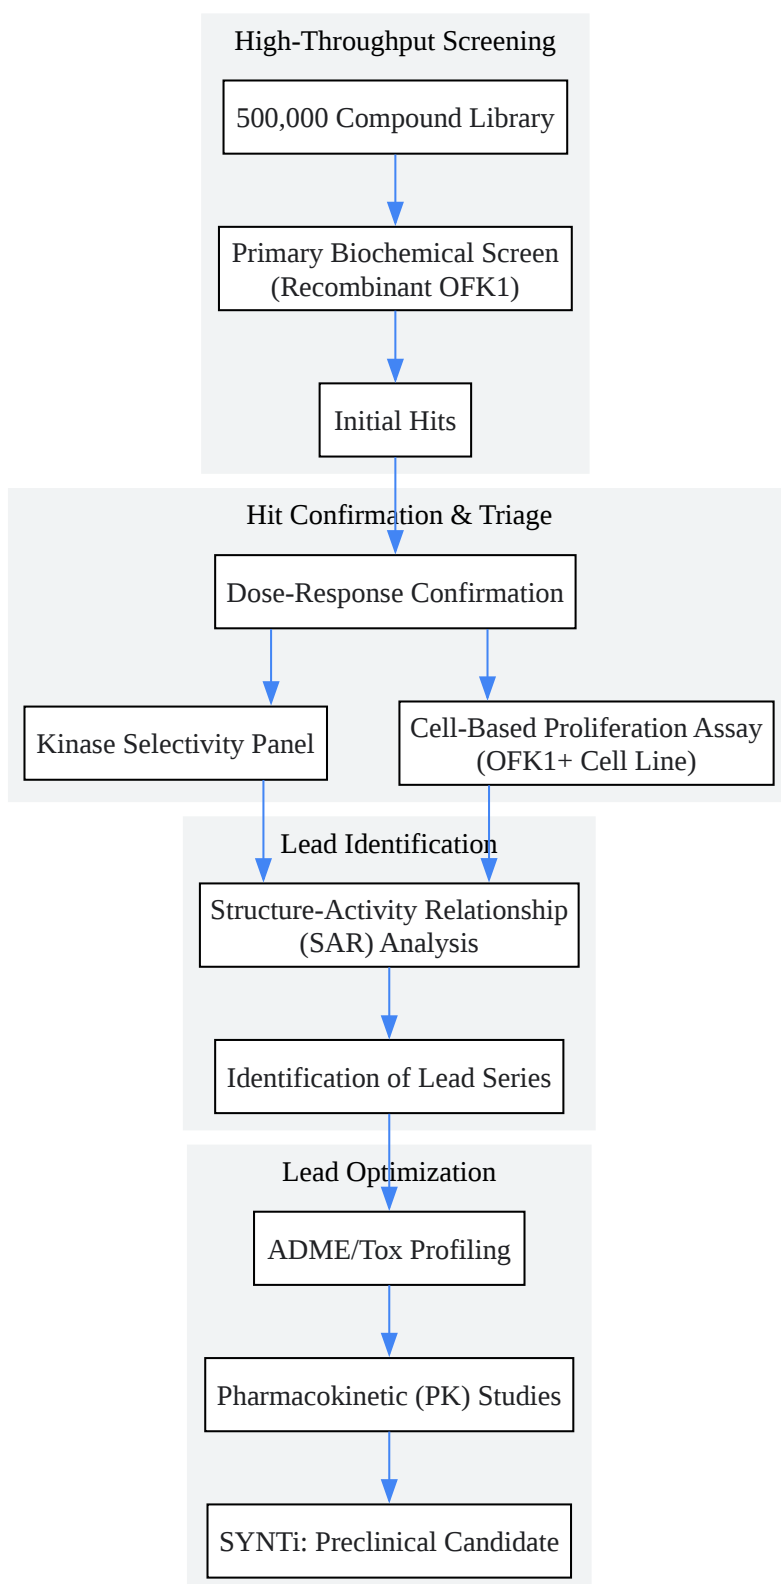 High-Throughput Screening
500,000 Compound Library
Primary Biochemical Screen
(Recombinant OFK1)
Initial Hits
Hit Confirmation & Triage
Dose-Response Confirmation
Kinase Selectivity Panel
Cell-Based Proliferation Assay
(OFK1+ Cell Line)
Lead Identification
Structure-Activity Relationship
(SAR) Analysis
Identification of Lead Series
Lead Optimization
ADME/Tox Profiling
Pharmacokinetic (PK) Studies
SYNTi: Preclinical Candidate